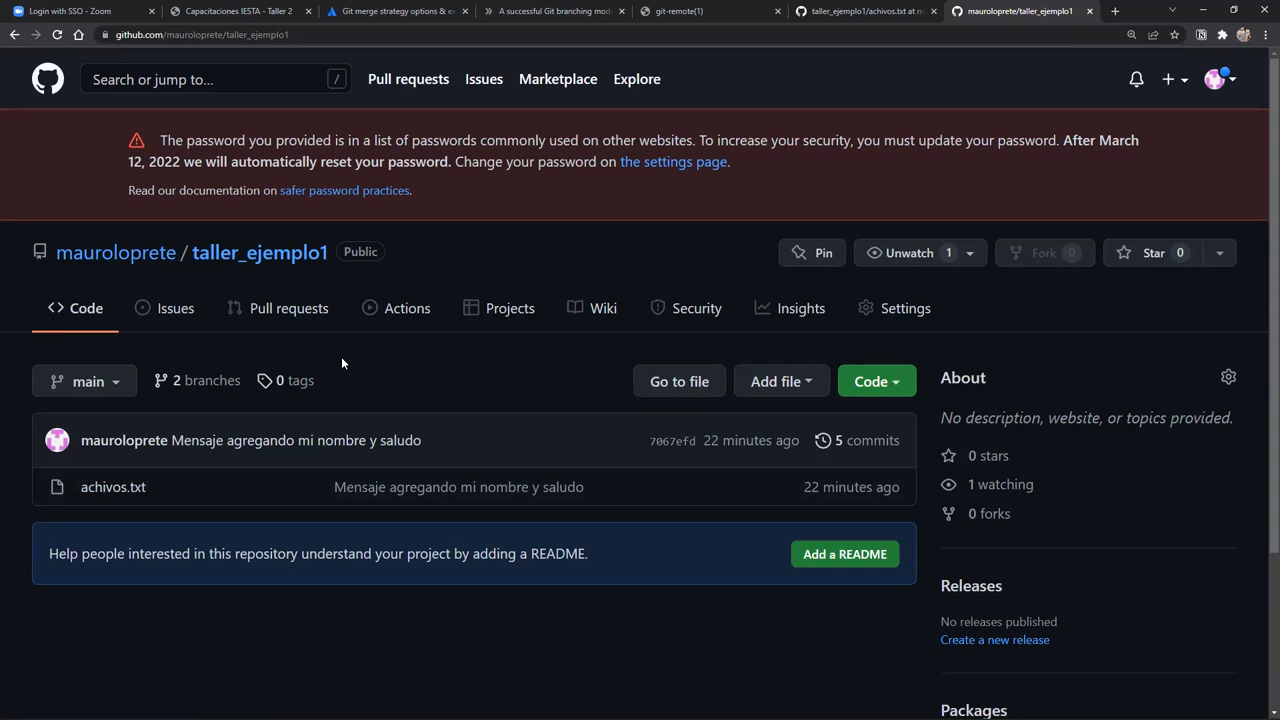 Login with SSO - Zoom
Capacitaciones IESTA - Taller 2
Git merge strategy options & ex
A successful Git branching mode
git-remote(1)
taller_ejemplo1/achivos.txt at m
mauroloprete/taller_ejemplo1
github.com/mauroloprete/taller_ejemplo1
Search or jump to...
/
Pull requests
Issues
Marketplace
Explore
The password you provided is in a list of passwords commonly used on other websites. To increase your security, you must update your password. After March
12, 2022 we will automatically reset your password. Change your password on the settings page.
Read our documentation on safer password practices.
mauroloprete / taller_ejemplo1
Public
Pin
Unwatch 1
Fork 0
Star 0
<> Code
Issues
Pull requests
Actions
Projects
Wiki
Security
Insights
Settings
main
2 branches
0 tags
Go to file
Add file
Code
About
No description, website, or topics provided.
mauroloprete Mensaje agregando mi nombre y saludo
7067efd 22 minutes ago
5 commits
achivos.txt
Mensaje agregando mi nombre y saludo
22 minutes ago
0 stars
1 watching
0 forks
Help people interested in this repository understand your project by adding a README.
Add a README
Releases
No releases published
Create a new release
Packages